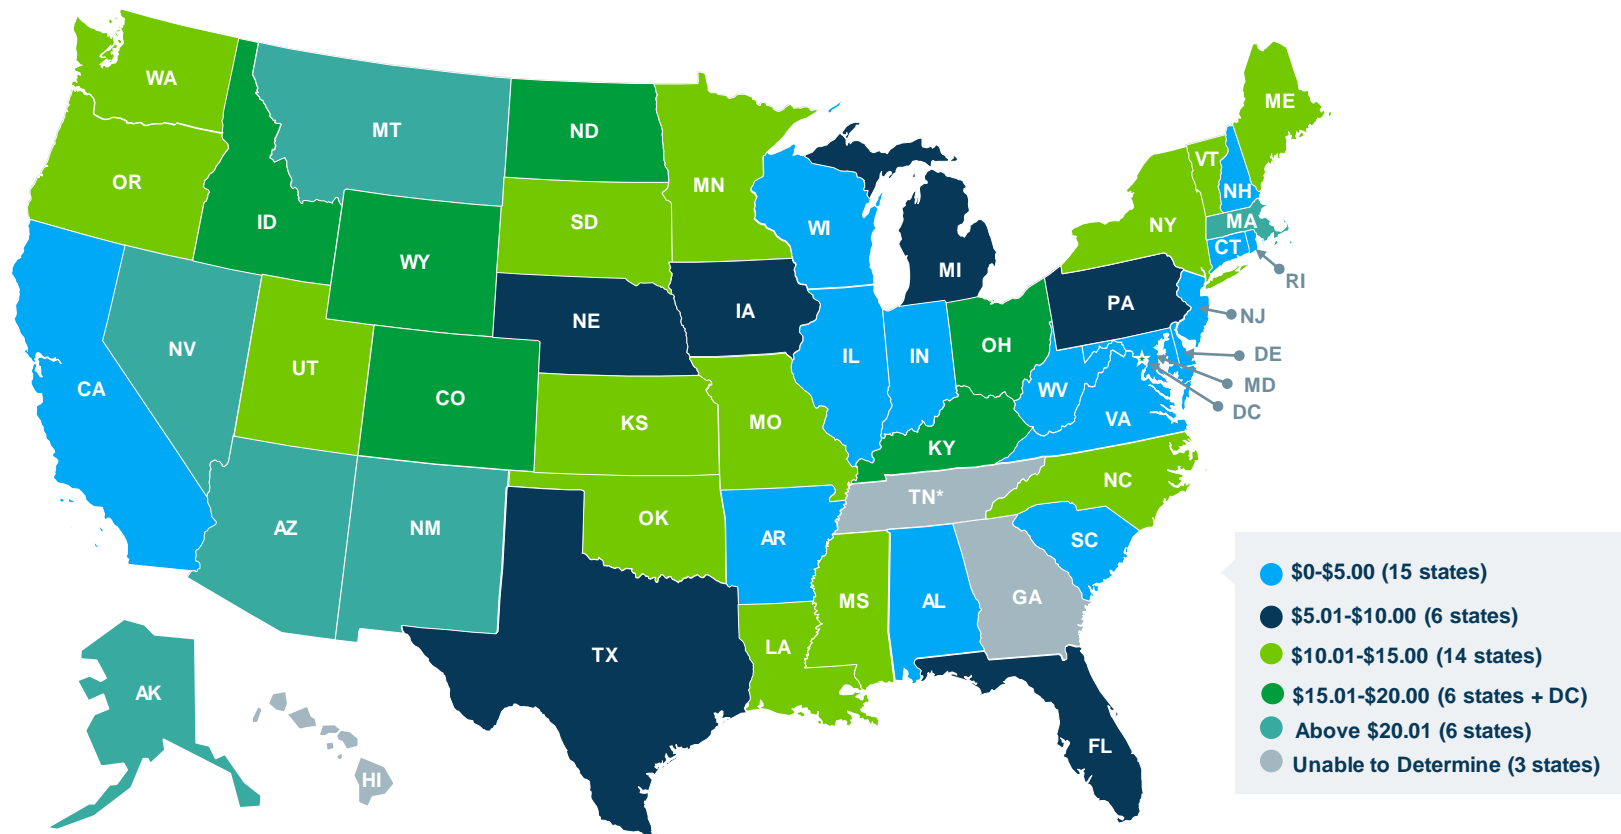 WA
MT
ND
MN
ME
OR
ID
SD
WI
VT
NH
NY
MA
WY
MI
CT
RI
NE
IA
PA
NJ
NV
UT
CO
IL
IN
OH
DE
CA
MD
WV
DC
KS
MO
KY
VA
AZ
NM
OK
TN*
NC
AR
SC
MS
AL
GA
TX
LA
AK
FL
HI
$0-$5.00 (15 states)
$5.01-$10.00 (6 states)
$10.01-$15.00 (14 states)
$15.01-$20.00 (6 states + DC)
Above $20.01 (6 states)
Unable to Determine (3 states)